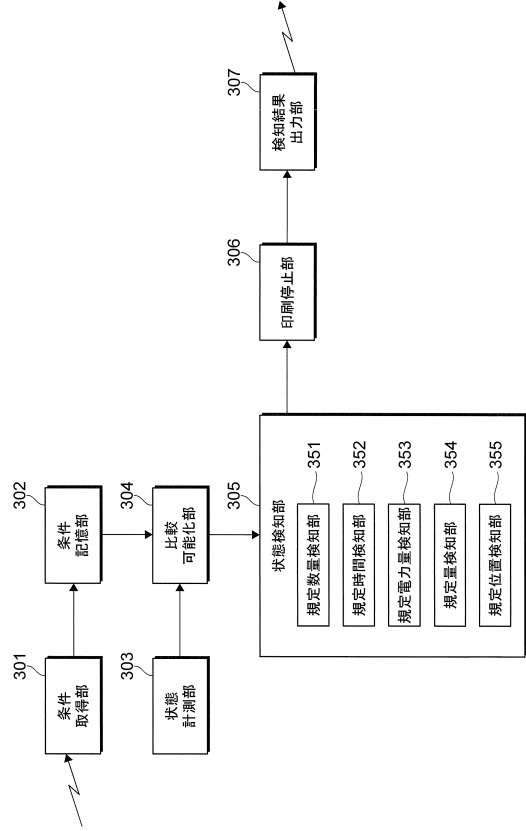 301
条件
取得部
302
条件
記憶部
303
状態
計測部
304
比較
可能化部
305
状態検知部
規定数量検知部
351
規定時間検知部
352
規定電力量検知部
353
規定量検知部
354
規定位置検知部
355
306
印刷停止部
307
検知結果
出力部